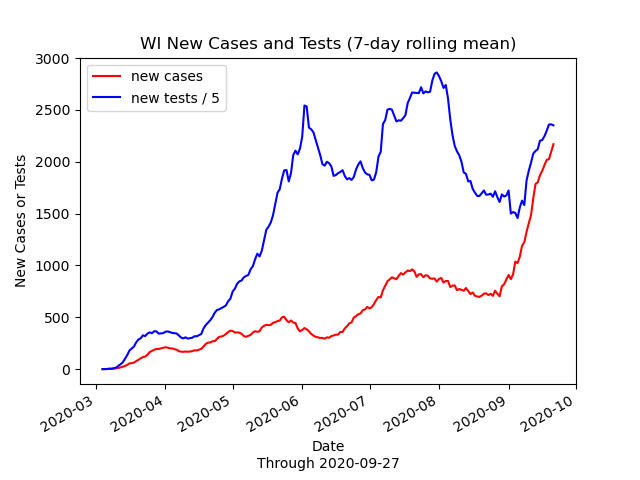 WI New Cases and Tests (7-day rolling mean)
new cases
new tests / 5
New Cases or Tests
3000
2500
2000
1500
1000
500
0
2020-03
2020-04
2020-05
2020-06
2020-07
2020-08
2020-09
2020-10
Date
Through 2020-09-27